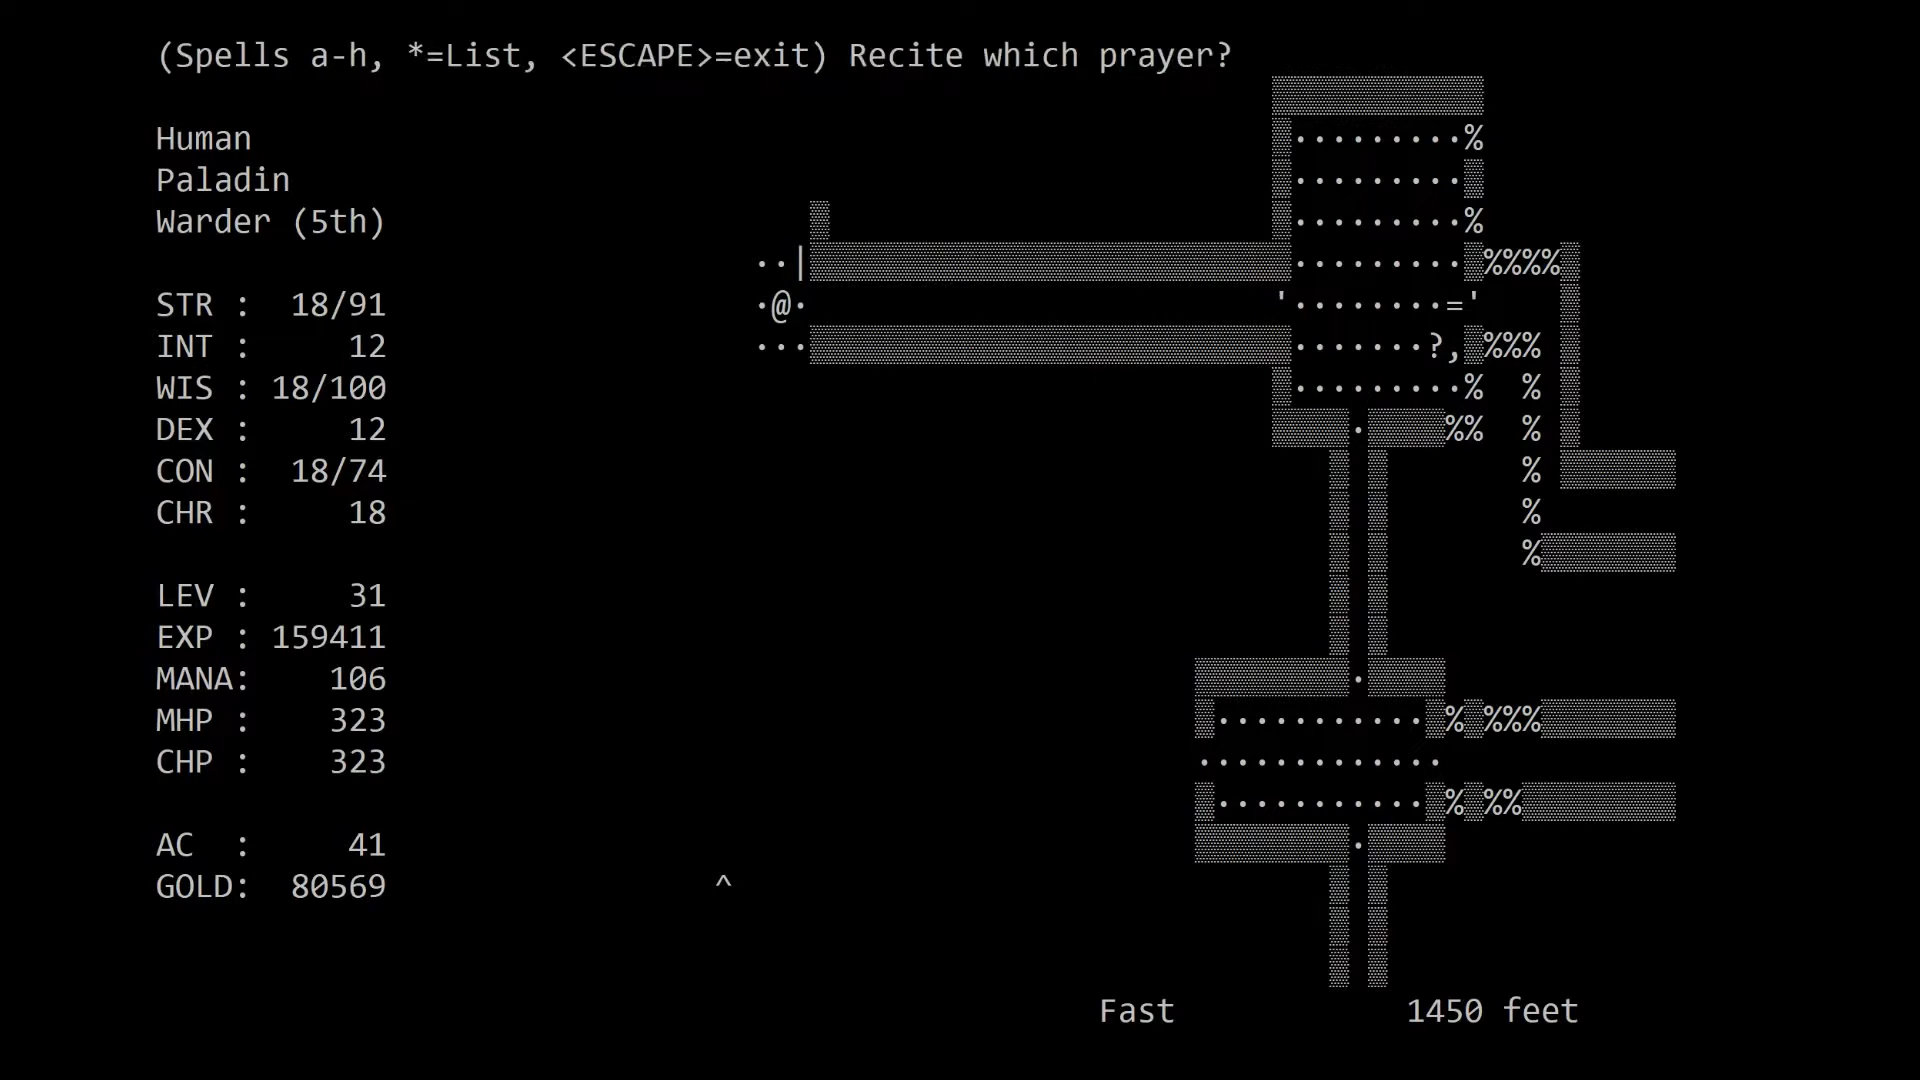 (Spells a-h, *=List, <ESCAPE>=exit) Recite which prayer?
Human
Paladin
Warder (5th)
STR : 18/91
INT : 12
WIS : 18/100
DEX : 12
CON : 18/74
CHR : 18
LEV : 31
EXP : 159411
MANA: 106
MHP : 323
CHP : 323
AC : 41
GOLD: 80569
Fast 1450 feet